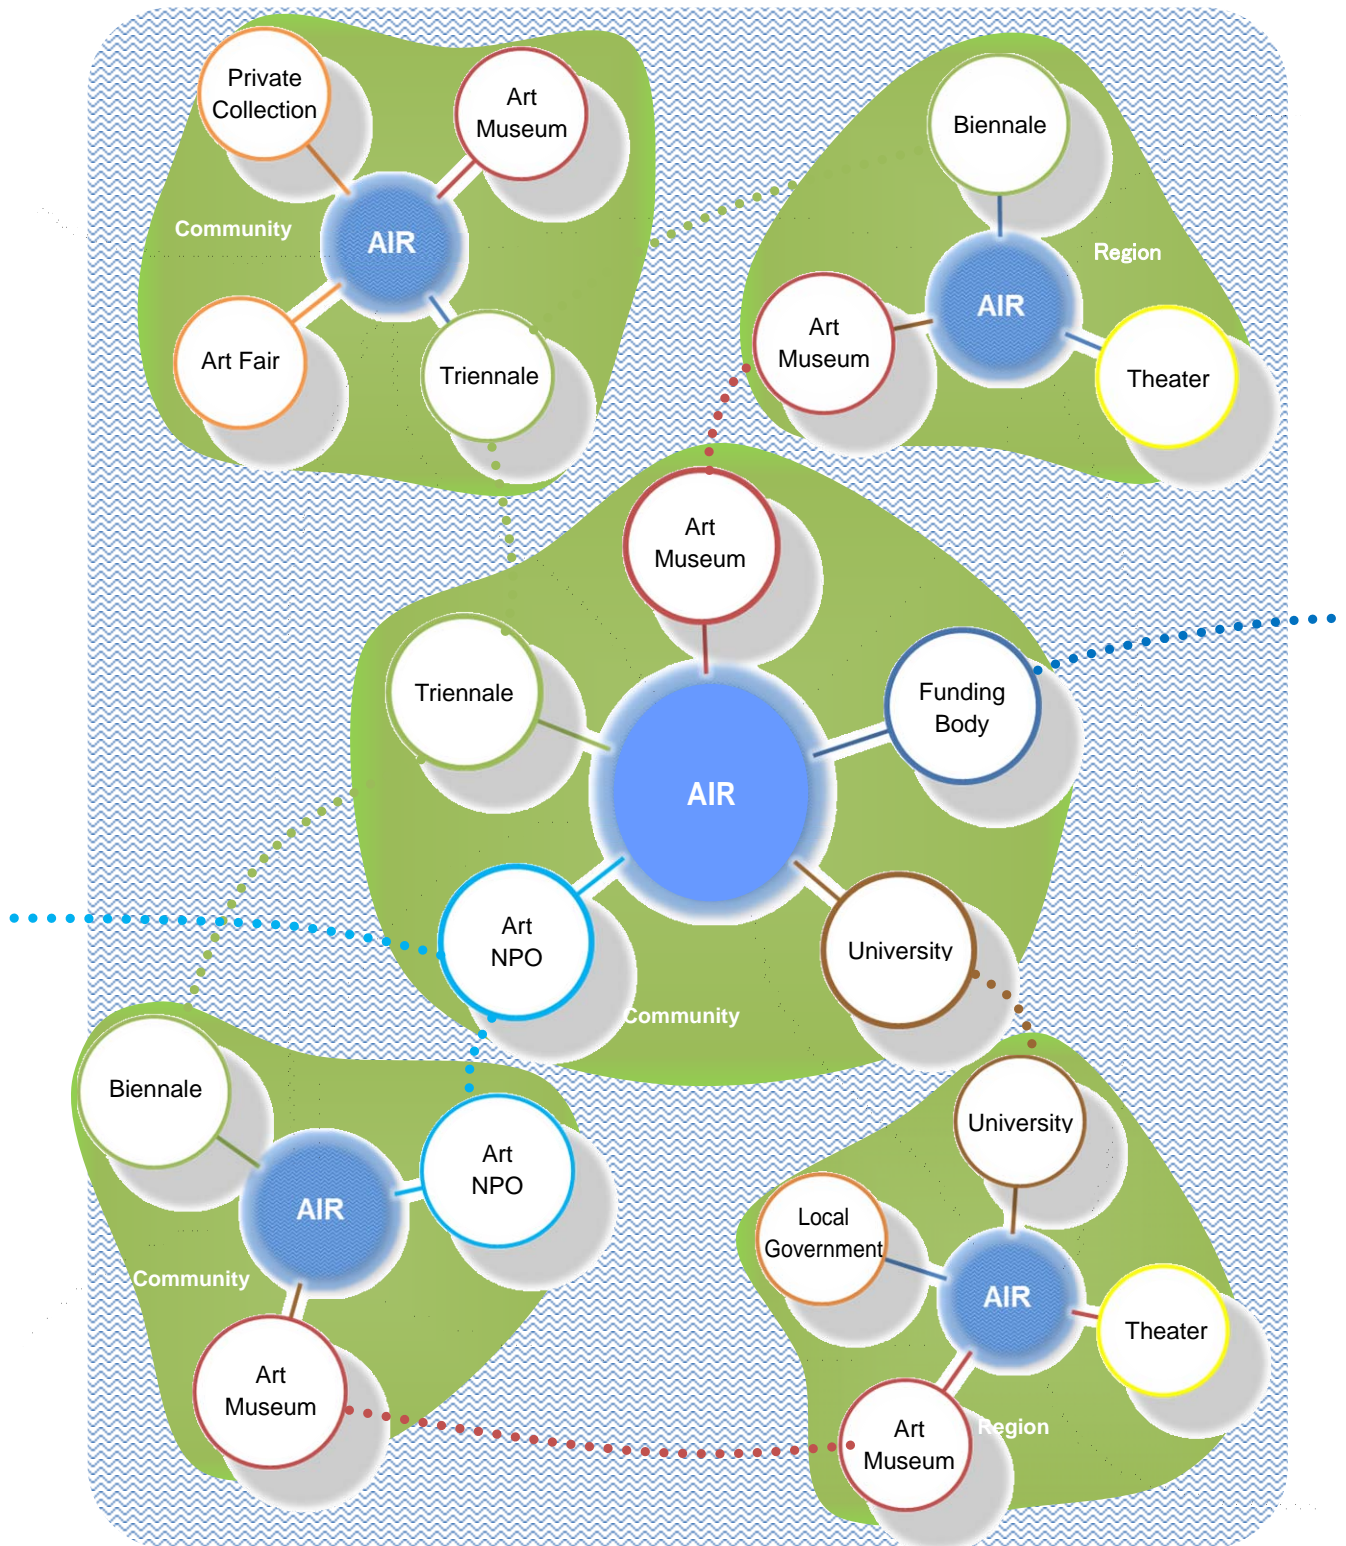 Private
Collection
Art
Museum
Community
AIR
Art Fair
Triennale
Biennale
Region
AIR
Art
Museum
Theater
Art
Museum
Triennale
Funding
Body
AIR
Art
NPO
University
Community
Biennale
Art
NPO
AIR
Community
Art
Museum
University
Local
Government
AIR
Theater
Art
Museum
Region